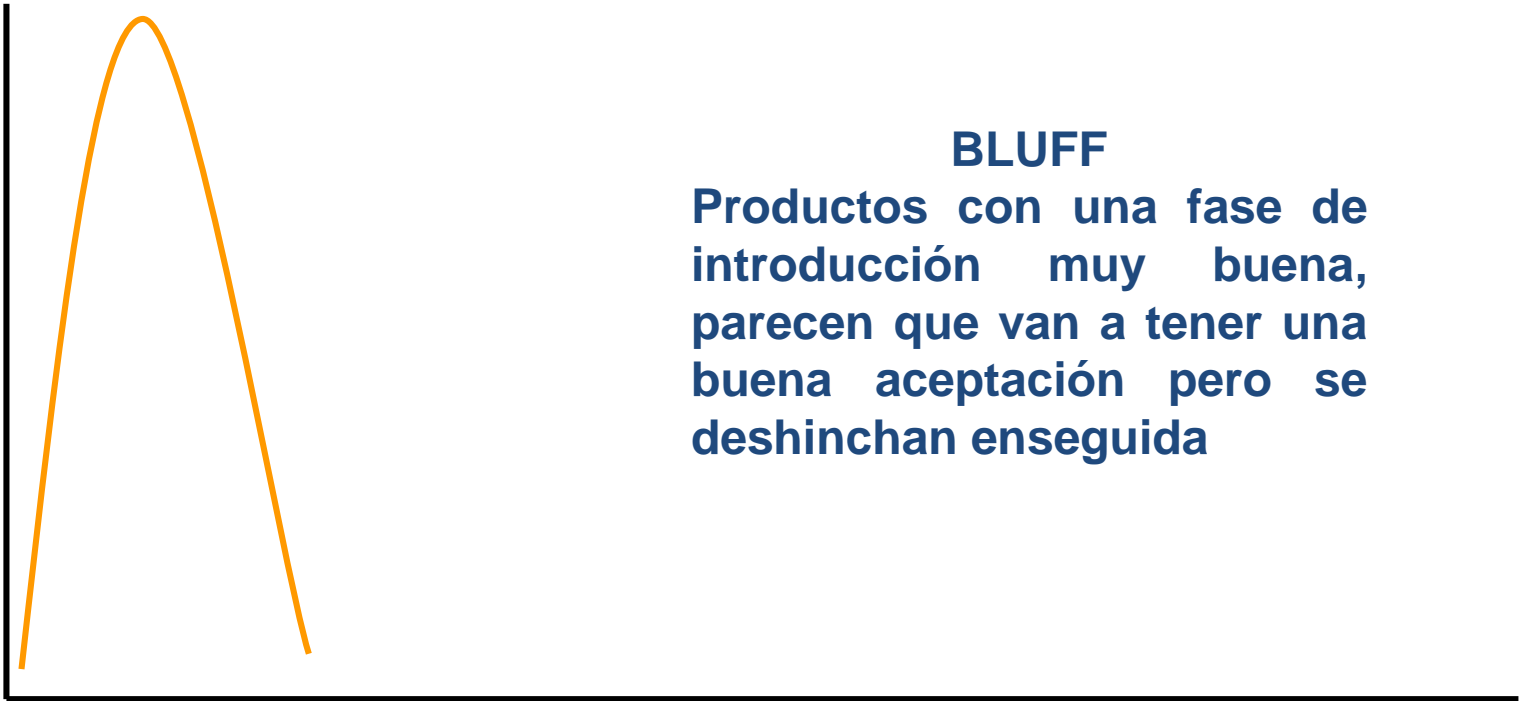 BLUFF
Productos con una fase de
introducción muy buena,
parecen que van a tener una
buena aceptación pero se
deshinchan enseguida